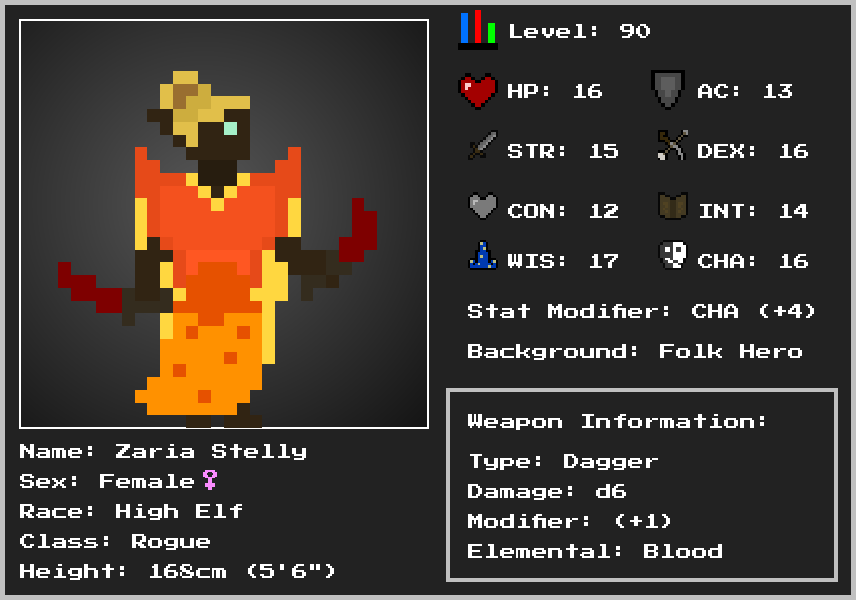 Level: 90
HP: 16 AC: 13
STR: 15 DEX: 16
CON: 12 INT: 14
WIS: 17 CHA: 16
Stat Modifier: CHA (+4)
Background: Folk Hero
Weapon Information:
Type: Dagger
Damage: d6
Modifier: (+1)
Elemental: Blood
Name: Zaria Stelly
Sex: Female♀
Race: High Elf
Class: Rogue
Height: 168cm (5'6")